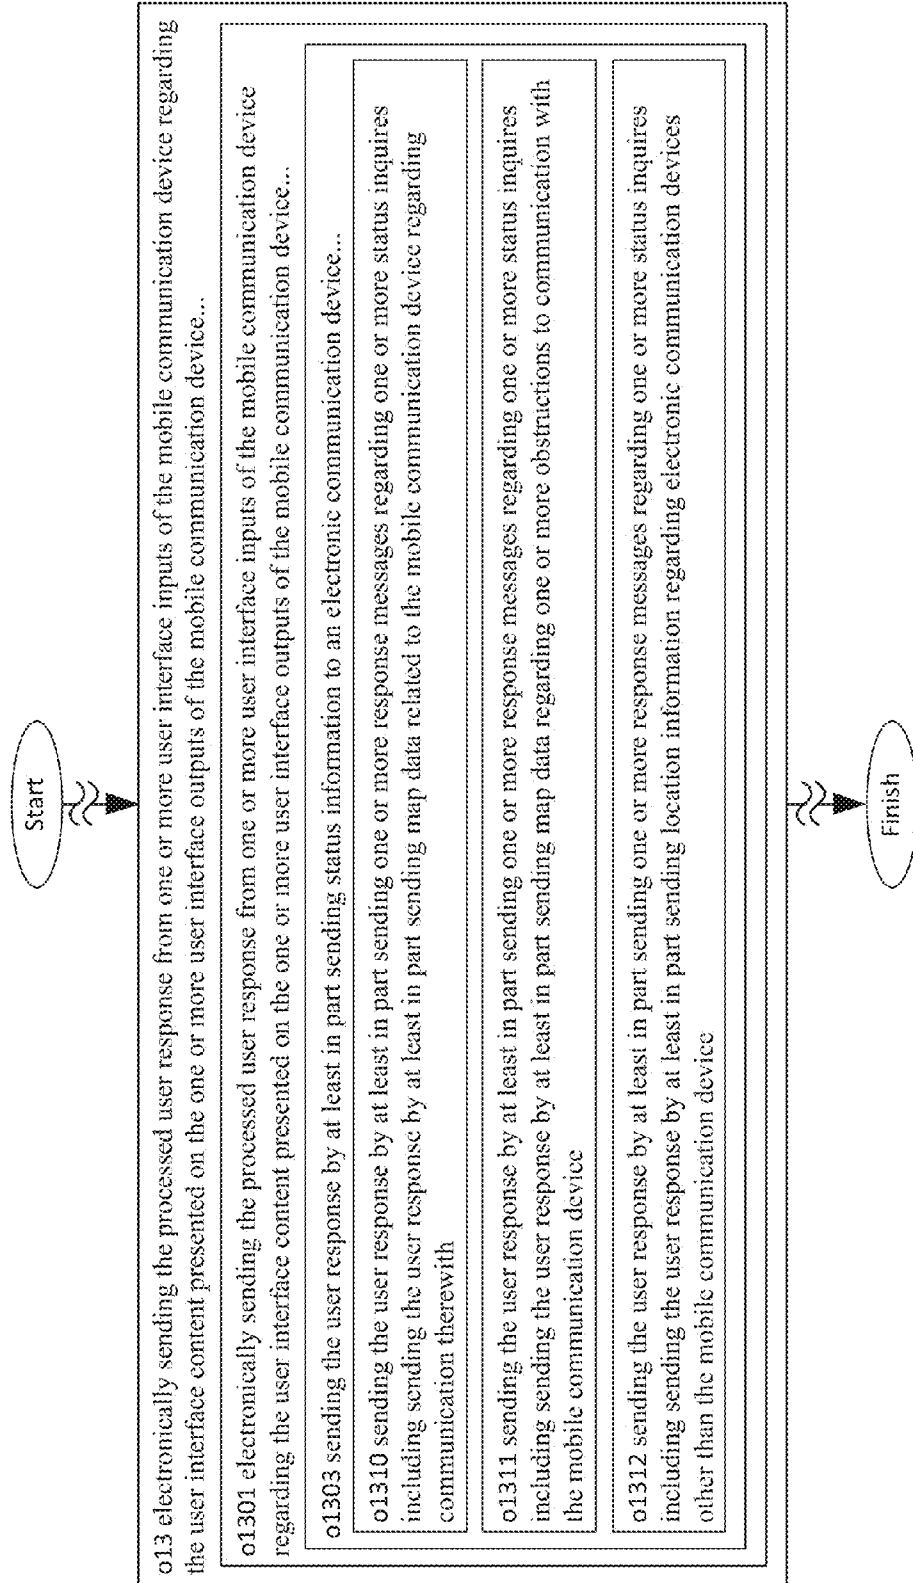 Start
o13 electronically sending the processed user response from one or more user interface inputs of the mobile communication device regarding
the user interface content presented on the one or more user interface outputs of the mobile communication device...
o1301 electronically sending the processed user response from one or more user interface inputs of the mobile communication device
regarding the user interface content presented on the one or more user interface outputs of the mobile communication device...
o1303 sending the user response by at least in part sending status information to an electronic communication device...
o1310 sending the user response by at least in part sending one or more response messages regarding one or more status inquires
including sending the user response by at least in part sending map data related to the mobile communication device regarding
communication therewith
o1311 sending the user response by at least in part sending one or more response messages regarding one or more status inquires
including sending the user response by at least in part sending map data regarding one or more obstructions to communication with
the mobile communication device
o1312 sending the user response by at least in part sending one or more response messages regarding one or more status inquires
including sending the user response by at least in part sending location information regarding electronic communication devices
other than the mobile communication device
Finish